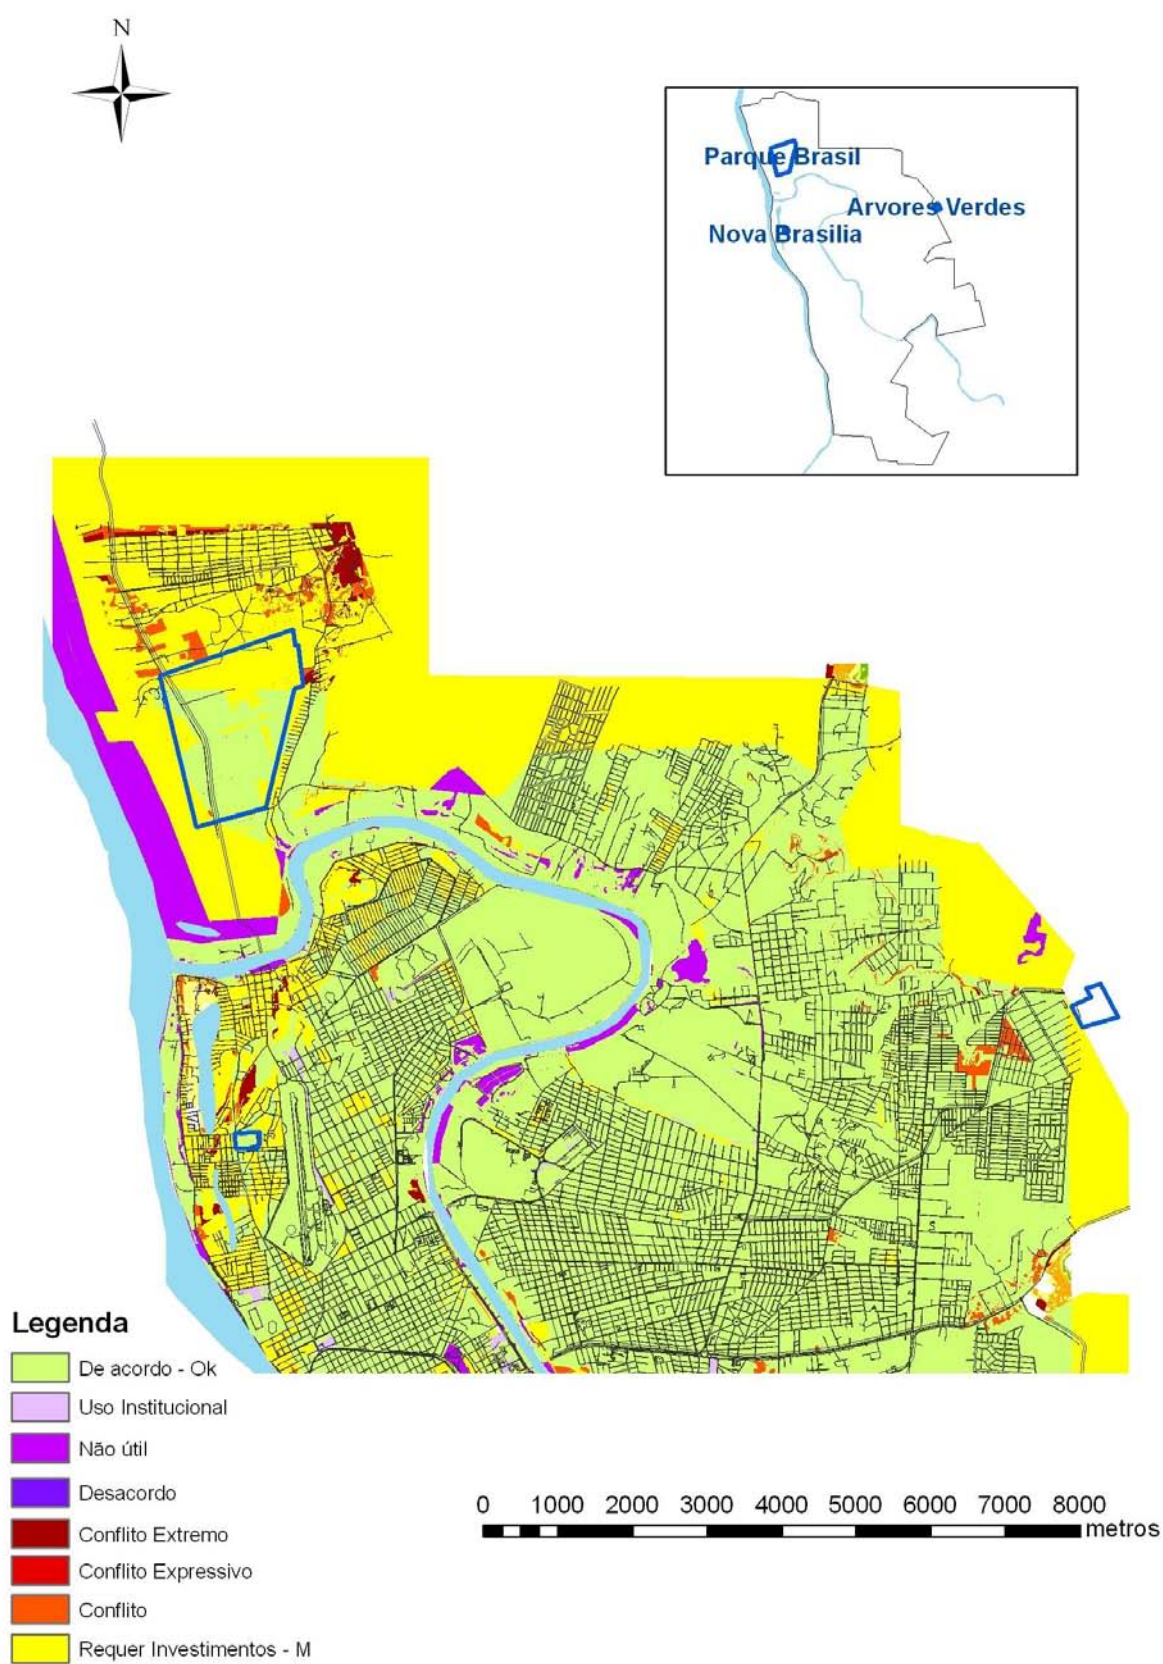 N
Parque Brasil
Arvores Verdes
Nova Brasilia
Legenda
De acordo - Ok
Uso Institucional
Não útil
Desacordo
Conflito Extremo
Conflito Expressivo
Conflito
Requer Investimentos - M
0 1000 2000 3000 4000 5000 6000 7000 8000
metros